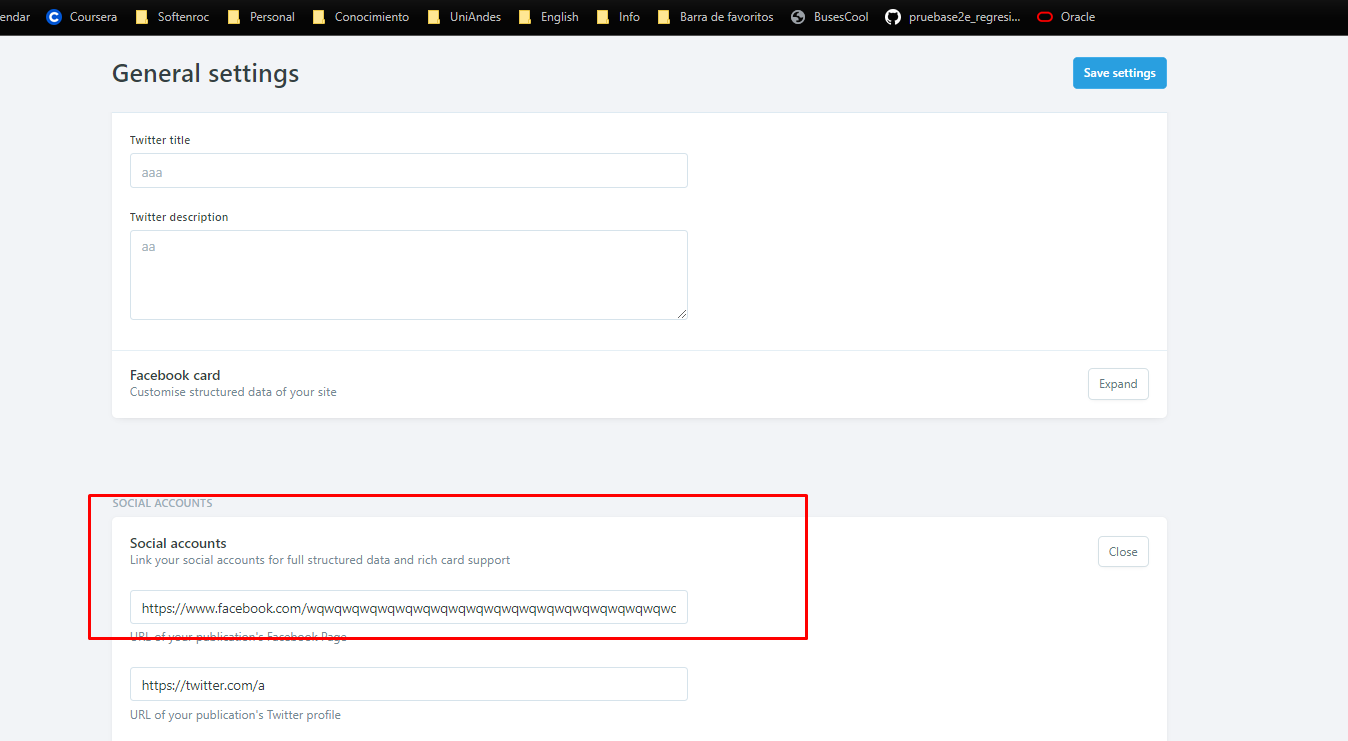 endar Coursera Softenroc Personal Conocimiento UniAndes English Info Barra de favoritos BusesCool pruebase2e_regresi... Oracle
General settings Save settings
Twitter title
aaa
Twitter description
aa
Facebook card
Customise structured data of your site
Expand
SOCIAL ACCOUNTS
Social accounts
Link your social accounts for full structured data and rich card support
Close
https://www.facebook.com/wqwqwqwqwqwqwqwqwqwqwqwqwqwqwqwqwqwqwqwqwc
URL of your publication's Facebook Page
https://twitter.com/a
URL of your publication's Twitter profile